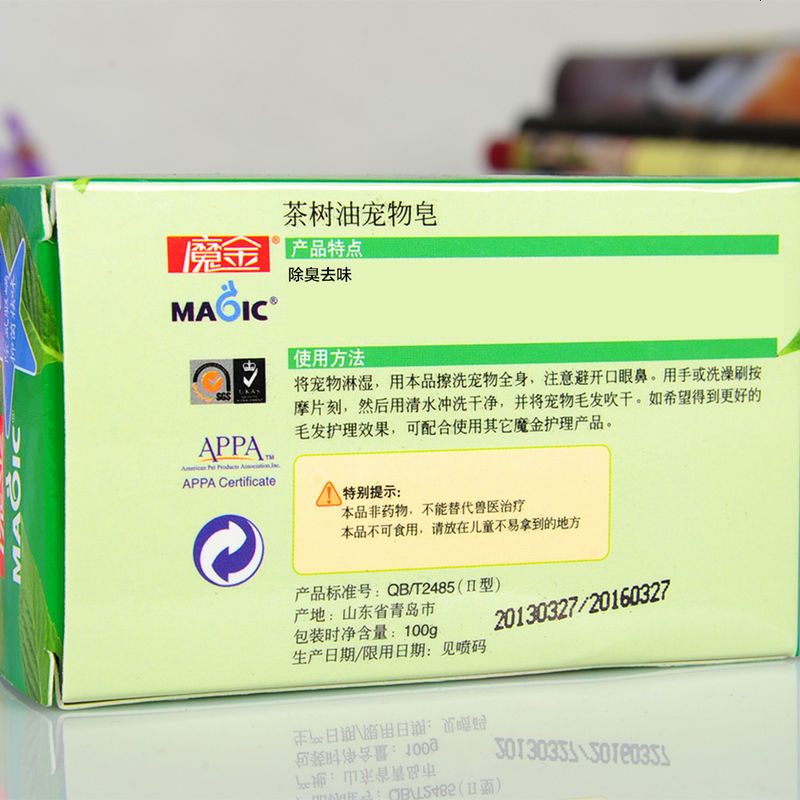 茶树油宠物皂
魔金®
产品特点
除臭去味
MAGIC®
使用方法
将宠物淋湿，用本品擦洗宠物全身，注意避开口眼鼻。用手或洗澡刷按
摩片刻，然后用清水冲洗干净，并将宠物毛发吹干。如希望得到更好的
毛发护理效果，可配合使用其它魔金护理产品。
SGS
UKAS
APPA™
American Pet Products Association, Inc.
APPA Certificate
特别提示：
本品非药物，不能替代兽医治疗
本品不可食用，请放在儿童不易拿到的地方
产品标准号：QB/T2485（Ⅱ型）
产地：山东省青岛市
包装时净含量：100g
生产日期/限用日期：见喷码
20130327/20160327
MAGIC